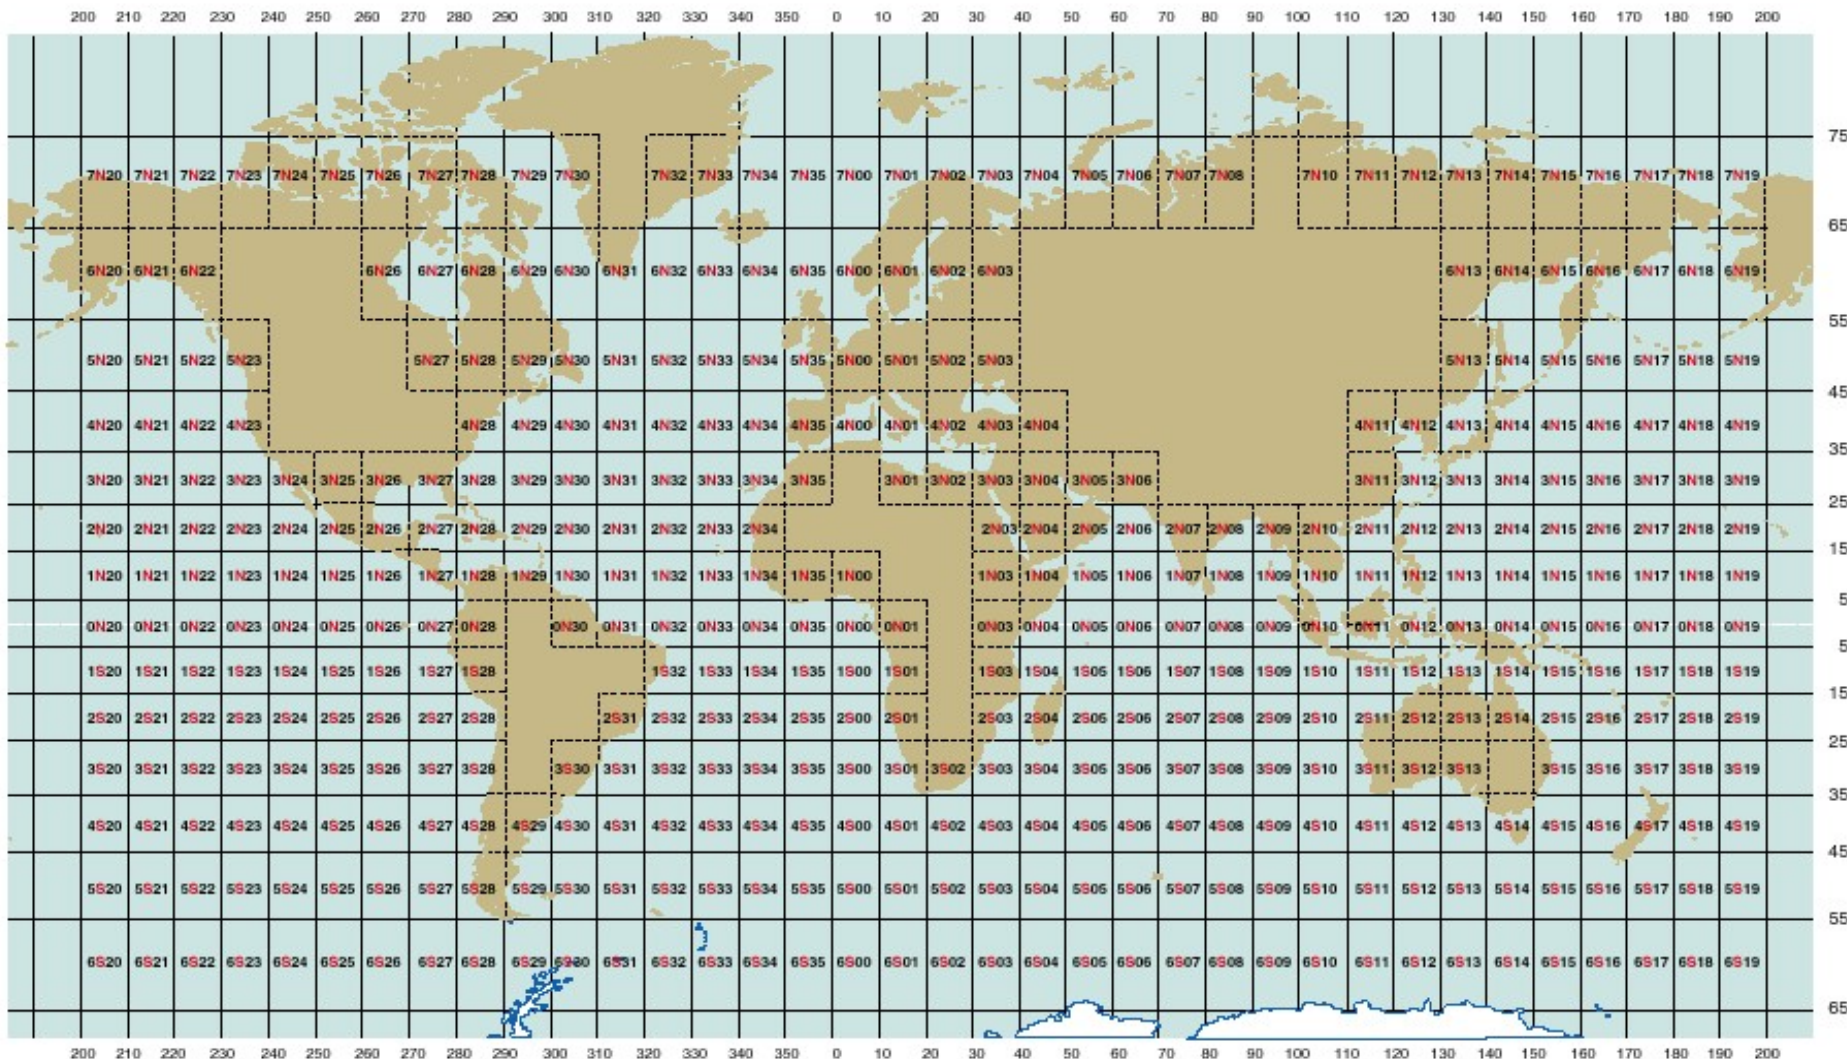 200 210 220 230 240 250 260 270 280 290 300 310 320 330 340 350 0 10 20 30 40 50 60 70 80 90 100 110 120 130 140 150 160 170 180 190 200
75
7N20 7N21 7N22 7N23 7N24 7N25 7N26 7N27 7N28 7N29 7N30 7N32 7N33 7N34 7N35 7N00 7N01 7N02 7N03 7N04 7N05 7N06 7N07 7N08 7N10 7N11 7N12 7N13 7N14 7N15 7N16 7N17 7N18 7N19
65
6N20 6N21 6N22 6N26 6N27 6N28 6N29 6N30 6N31 6N32 6N33 6N34 6N35 6N00 6N01 6N02 6N03 6N13 6N14 6N15 6N16 6N17 6N18 6N19
55
5N20 5N21 5N22 5N23 5N27 5N28 5N29 5N30 5N31 5N32 5N33 5N34 5N35 5N00 5N01 5N02 5N03 5N13 5N14 5N15 5N16 5N17 5N18 5N19
45
4N20 4N21 4N22 4N23 4N28 4N29 4N30 4N31 4N32 4N33 4N34 4N35 4N00 4N01 4N02 4N03 4N04 4N11 4N12 4N13 4N14 4N15 4N16 4N17 4N18 4N19
35
3N20 3N21 3N22 3N23 3N24 3N25 3N26 3N27 3N28 3N29 3N30 3N31 3N32 3N33 3N34 3N35 3N01 3N02 3N03 3N04 3N05 3N06 3N11 3N12 3N13 3N14 3N15 3N16 3N17 3N18 3N19
25
2N20 2N21 2N22 2N23 2N24 2N25 2N26 2N27 2N28 2N29 2N30 2N31 2N32 2N33 2N34 2N03 2N04 2N05 2N06 2N07 2N08 2N09 2N10 2N11 2N12 2N13 2N14 2N15 2N16 2N17 2N18 2N19
15
1N20 1N21 1N22 1N23 1N24 1N25 1N26 1N27 1N28 1N29 1N30 1N31 1N32 1N33 1N34 1N35 1N00 1N03 1N04 1N05 1N06 1N07 1N08 1N09 1N10 1N11 1N12 1N13 1N14 1N15 1N16 1N17 1N18 1N19
5
0N20 0N21 0N22 0N23 0N24 0N25 0N26 0N27 0N28 0N30 0N31 0N32 0N33 0N34 0N35 0N00 0N01 0N03 0N04 0N05 0N06 0N07 0N08 0N09 0N10 0N11 0N12 0N13 0N14 0N15 0N16 0N17 0N18 0N19
5
1S20 1S21 1S22 1S23 1S24 1S25 1S26 1S27 1S28 1S32 1S33 1S34 1S35 1S00 1S01 1S03 1S04 1S05 1S06 1S07 1S08 1S09 1S10 1S11 1S12 1S13 1S14 1S15 1S16 1S17 1S18 1S19
15
2S20 2S21 2S22 2S23 2S24 2S25 2S26 2S27 2S28 2S31 2S32 2S33 2S34 2S35 2S00 2S01 2S03 2S04 2S05 2S06 2S07 2S08 2S09 2S10 2S11 2S12 2S13 2S14 2S15 2S16 2S17 2S18 2S19
25
3S20 3S21 3S22 3S23 3S24 3S25 3S26 3S27 3S28 3S30 3S31 3S32 3S33 3S34 3S35 3S00 3S01 3S02 3S03 3S04 3S05 3S06 3S07 3S08 3S09 3S10 3S11 3S12 3S13 3S15 3S16 3S17 3S18 3S19
35
4S20 4S21 4S22 4S23 4S24 4S25 4S26 4S27 4S28 4S29 4S30 4S31 4S32 4S33 4S34 4S35 4S00 4S01 4S02 4S03 4S04 4S05 4S06 4S07 4S08 4S09 4S10 4S11 4S12 4S13 4S14 4S15 4S16 4S17 4S18 4S19
45
5S20 5S21 5S22 5S23 5S24 5S25 5S26 5S27 5S28 5S29 5S30 5S31 5S32 5S33 5S34 5S35 5S00 5S01 5S02 5S03 5S04 5S05 5S06 5S07 5S08 5S09 5S10 5S11 5S12 5S13 5S14 5S15 5S16 5S17 5S18 5S19
55
6S20 6S21 6S22 6S23 6S24 6S25 6S26 6S27 6S28 6S29 6S30 6S31 6S32 6S33 6S34 6S35 6S00 6S01 6S02 6S03 6S04 6S05 6S06 6S07 6S08 6S09 6S10 6S11 6S12 6S13 6S14 6S15 6S16 6S17 6S18 6S19
65
200 210 220 230 240 250 260 270 280 290 300 310 320 330 340 350 0 10 20 30 40 50 60 70 80 90 100 110 120 130 140 150 160 170 180 190 200